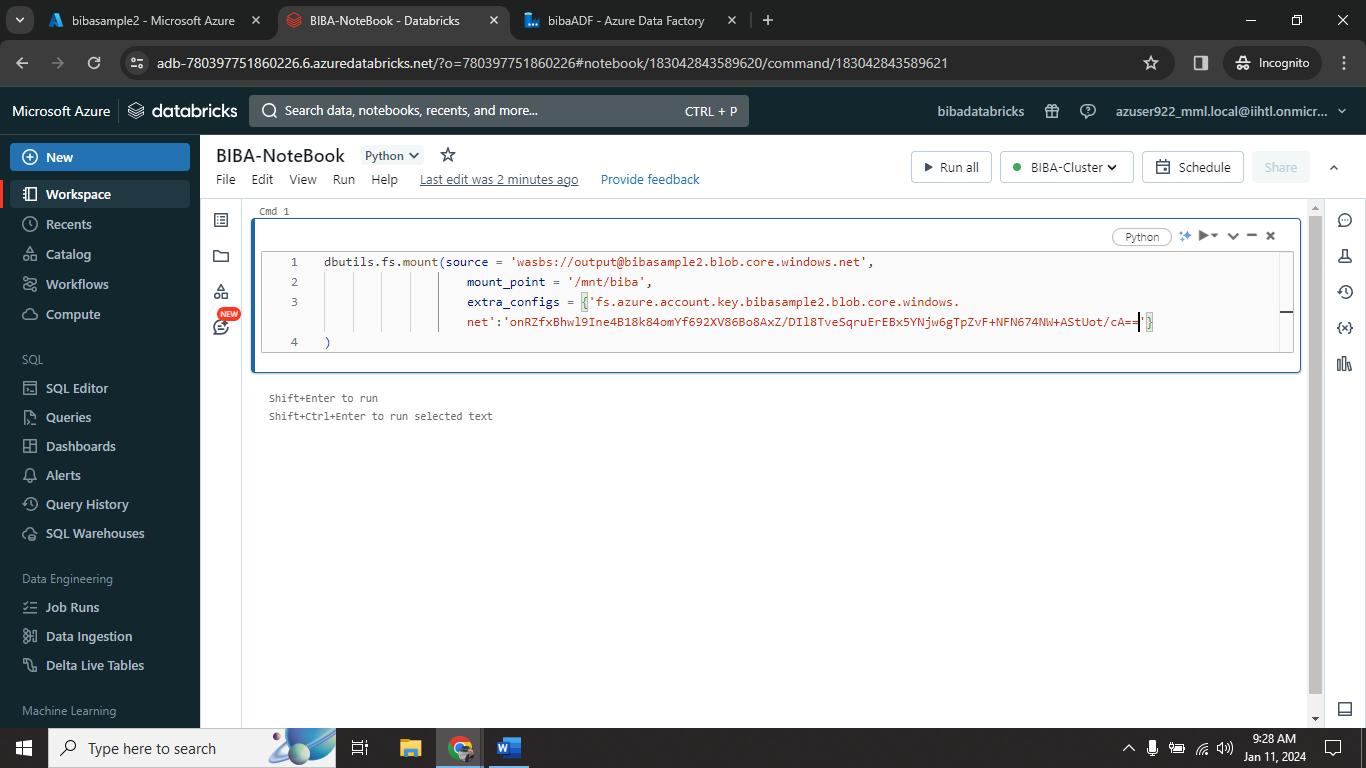 bibasample2 - Microsoft Azure
BIBA-NoteBook - Databricks
bibaADF - Azure Data Factory
adb-780397751860226.6.azuredatabricks.net/?o=780397751860226#notebook/183042843589620/command/183042843589621
Incognito
Microsoft Azure
databricks
Search data, notebooks, recents, and more...
CTRL + P
bibadatabricks
azuser922_mml.local@iihtl.onmicr...
New
Workspace
Recents
Catalog
Workflows
Compute
SQL
SQL Editor
Queries
Dashboards
Alerts
Query History
SQL Warehouses
Data Engineering
Job Runs
Data Ingestion
Delta Live Tables
Machine Learning
BIBA-NoteBook
Python
File Edit View Run Help Last edit was 2 minutes ago Provide feedback
Run all
BIBA-Cluster
Schedule
Share
NEW
Cmd 1
Python
1 dbutils.fs.mount(source = 'wasbs://output@bibasample2.blob.core.windows.net',
2 mount_point = '/mnt/biba',
3 extra_configs = {'fs.azure.account.key.bibasample2.blob.core.windows.
net':'onRZfxBhwl9Ine4B18k84omYf692XV86Bo8AxZ/DIl8TveSqruErEBx5YNjw6gTpZvF+NFN674NW+AStUot/cA=='}
4 )
Shift+Enter to run
Shift+Ctrl+Enter to run selected text
Type here to search
9:28 AM
Jan 11, 2024